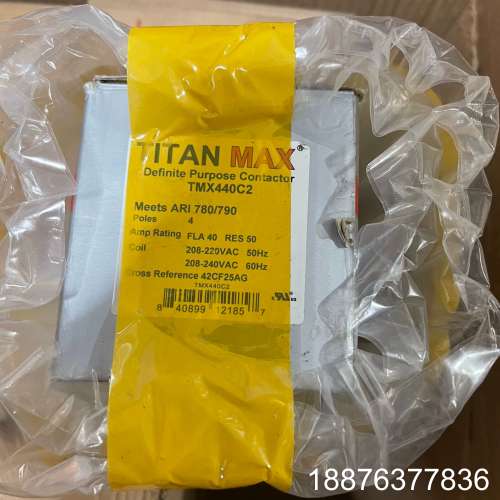 TITAN MAX®
Definite Purpose Contactor
TMX440C2
Meets ARI 780/790
Poles 4
Amp Rating FLA 40 RES 50
Coil 208-220VAC 50Hz
208-240VAC 60Hz
Cross Reference 42CF25AG
TMX440C2
8 40899 12185 7
18876377836